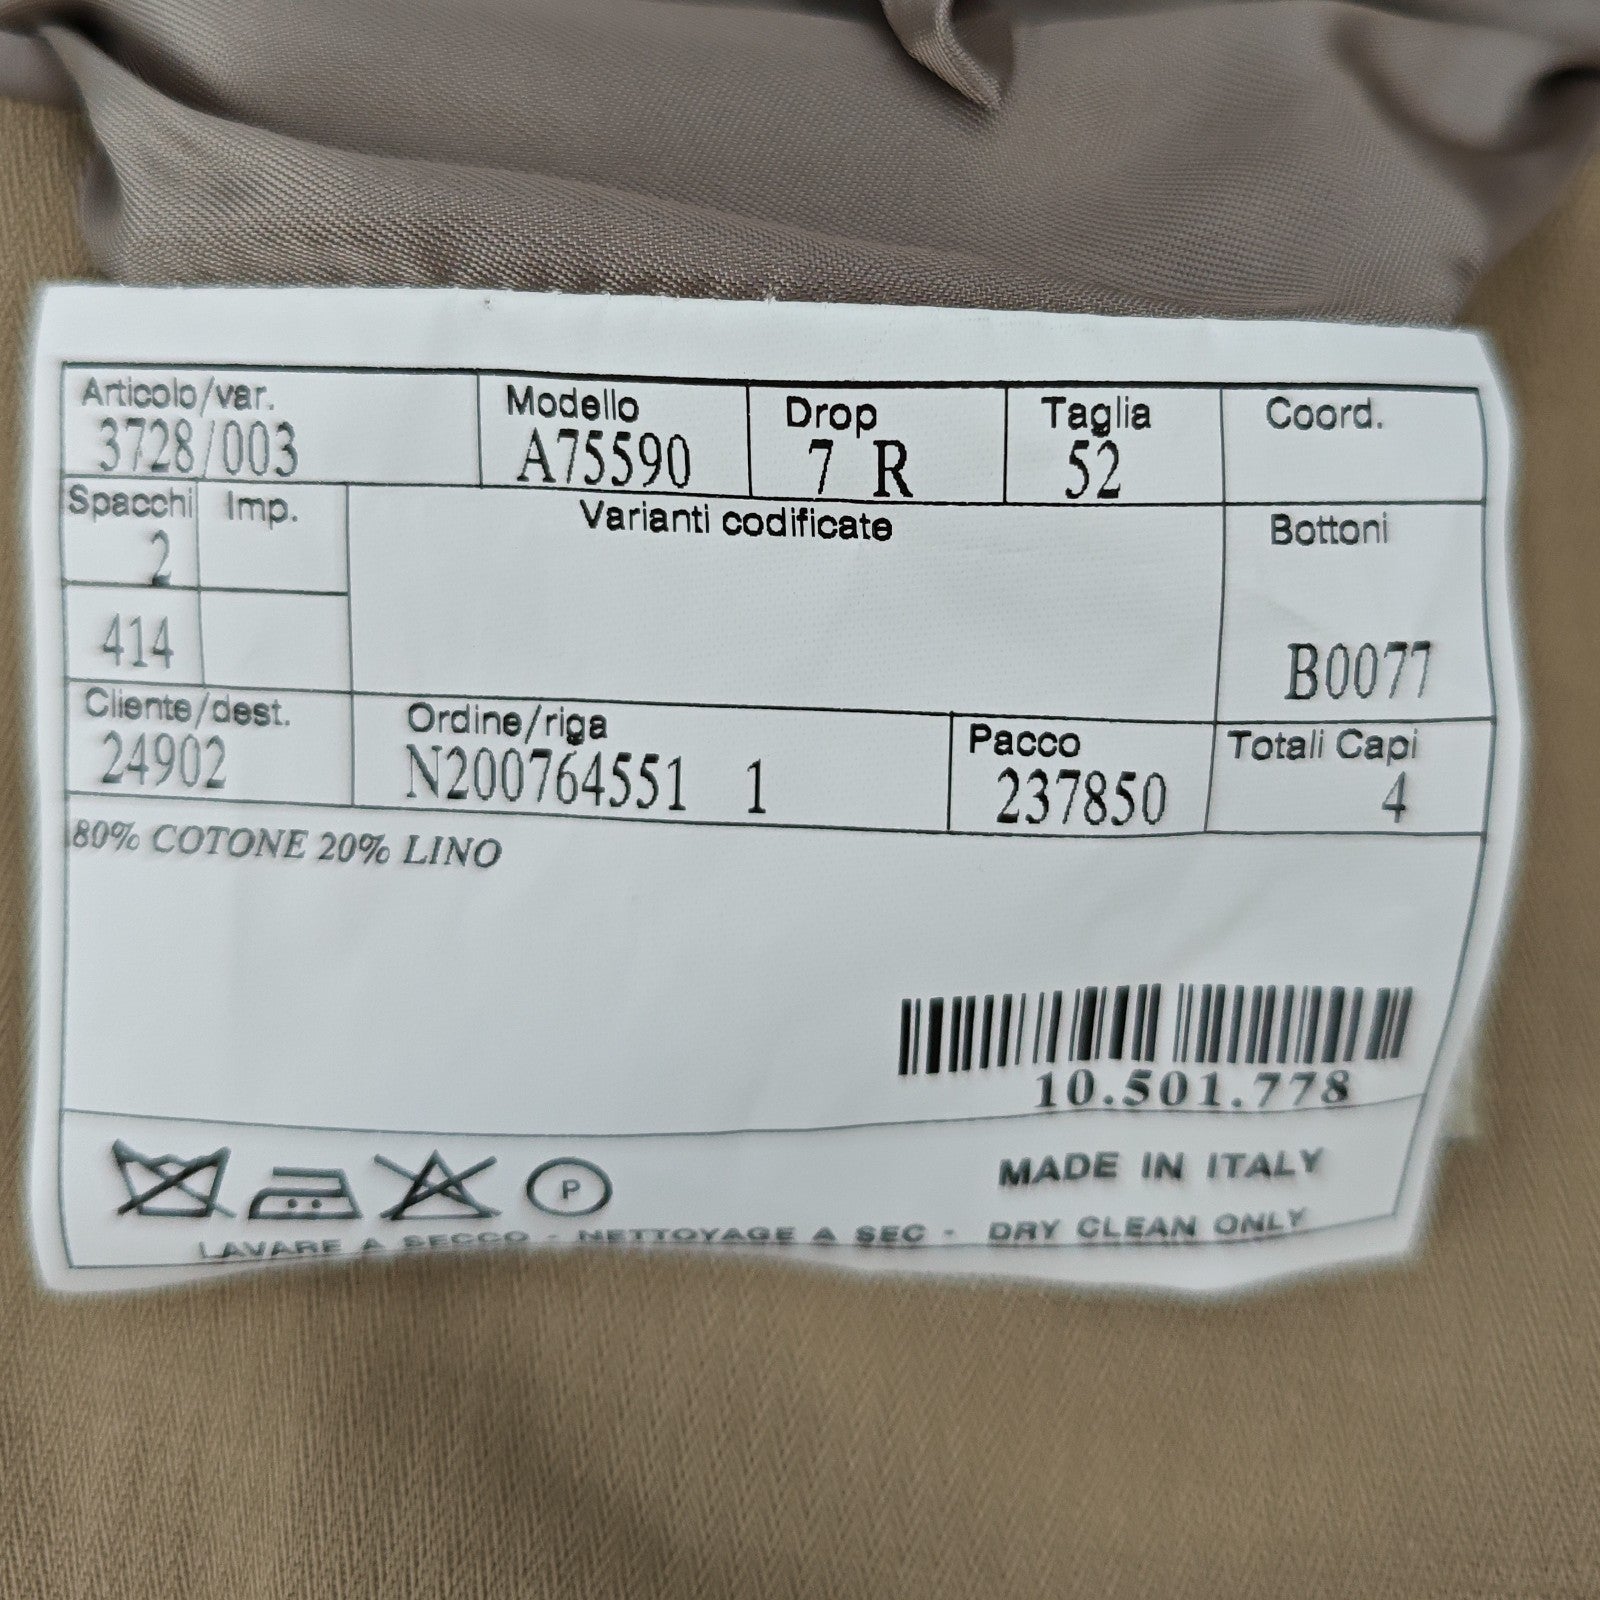 Articolo/var. Modello Drop Taglia Coord.
3728/003 A75590 7 R 52
Spacchi Imp. Varianti codificate Bottoni
2
414 B0077
Cliente/dest. Ordine/riga Pacco Totali Capi
24902 N200764551 1 237850 4
80% COTONE 20% LINO
10.501.778
P
MADE IN ITALY
LAVARE A SECCO - NETTOYAGE A SEC - DRY CLEAN ONLY